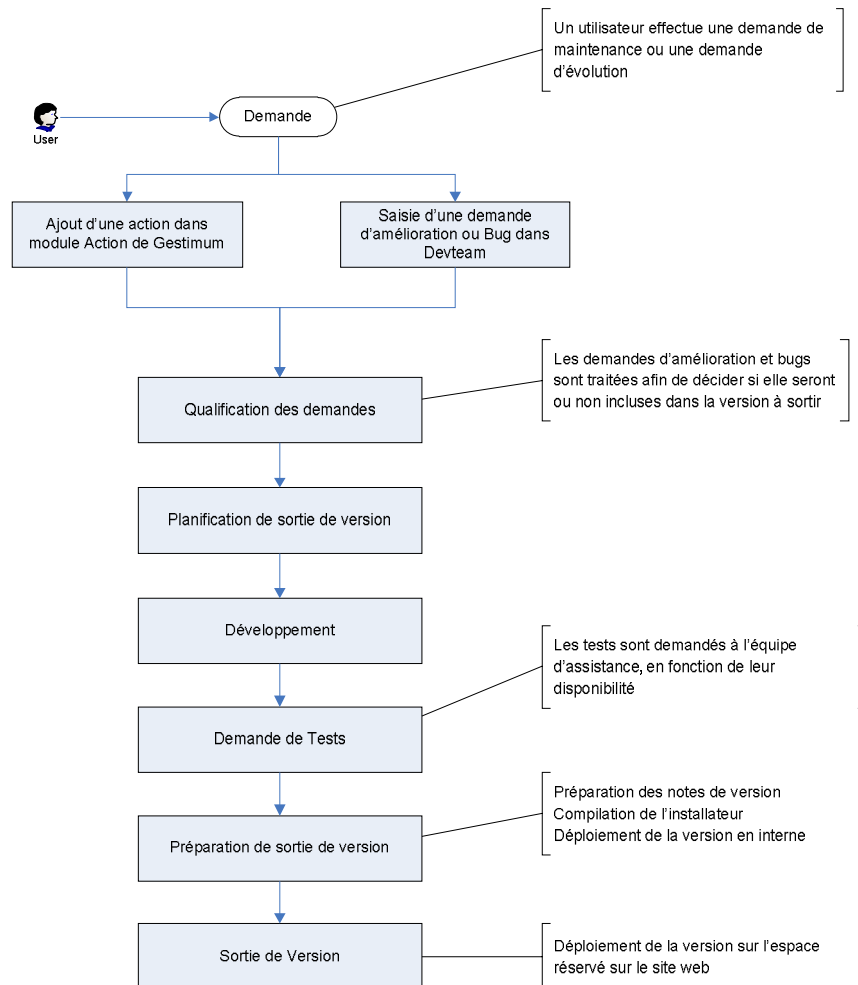 Un utilisateur effectue une demande de
maintenance ou une demande
d'évolution
Demande
User
Ajout d'une action dans
module Action de Gestimum
Saisie d'une demande
d'amélioration ou Bug dans
Devteam
Les demandes d'amélioration et bugs
sont traitées afin de décider si elle seront
ou non incluses dans la version à sortir
Qualification des demandes
Planification de sortie de version
Développement
Les tests sont demandés à l'équipe
d'assistance, en fonction de leur
disponibilité
Demande de Tests
Préparation des notes de version
Compilation de l'installateur
Déploiement de la version en interne
Préparation de sortie de version
Sortie de Version
Déploiement de la version sur l'espace
réservé sur le site web